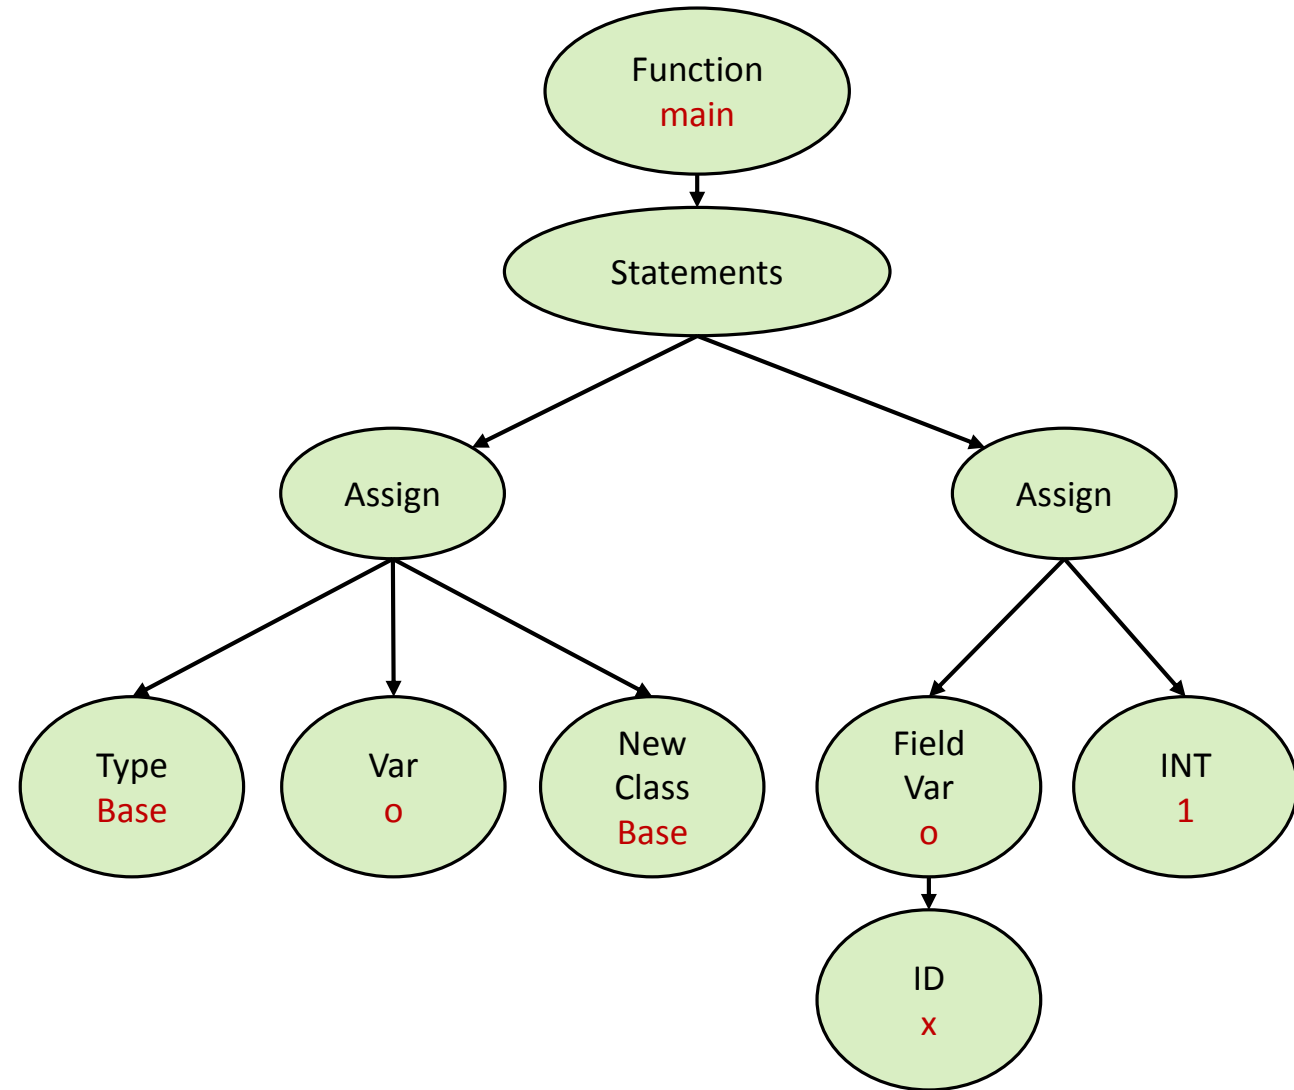 Function
main
Statements
Assign
Assign
Type
Base
Var
o
New
Class
Base
Field
Var
o
INT
1
ID
x